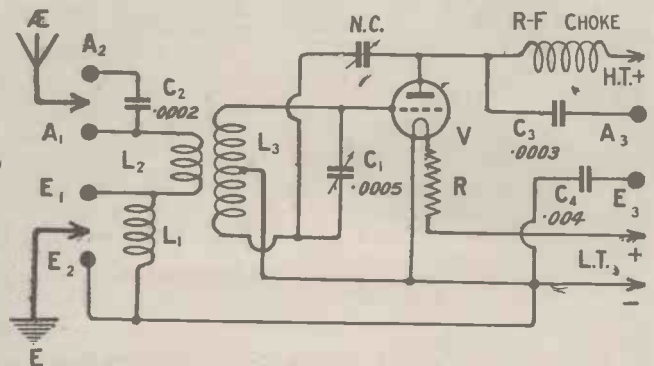 Æ
A2
N.C.
R-F CHOKE
H.T.+
C2
.0002
A1
L2
L3
C1
.0005
V
R
C3
.0003
A3
E1
L1
E2
C4
.004
E3
+
L.T.
−
E